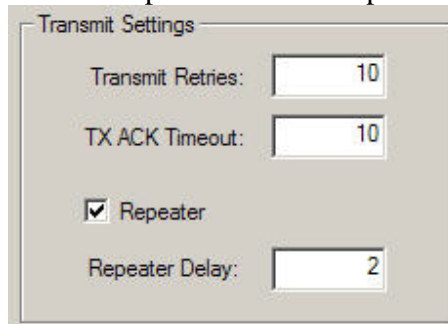 Transmit Settings
Transmit Retries: 10
TX ACK Timeout: 10
Repeater
Repeater Delay: 2